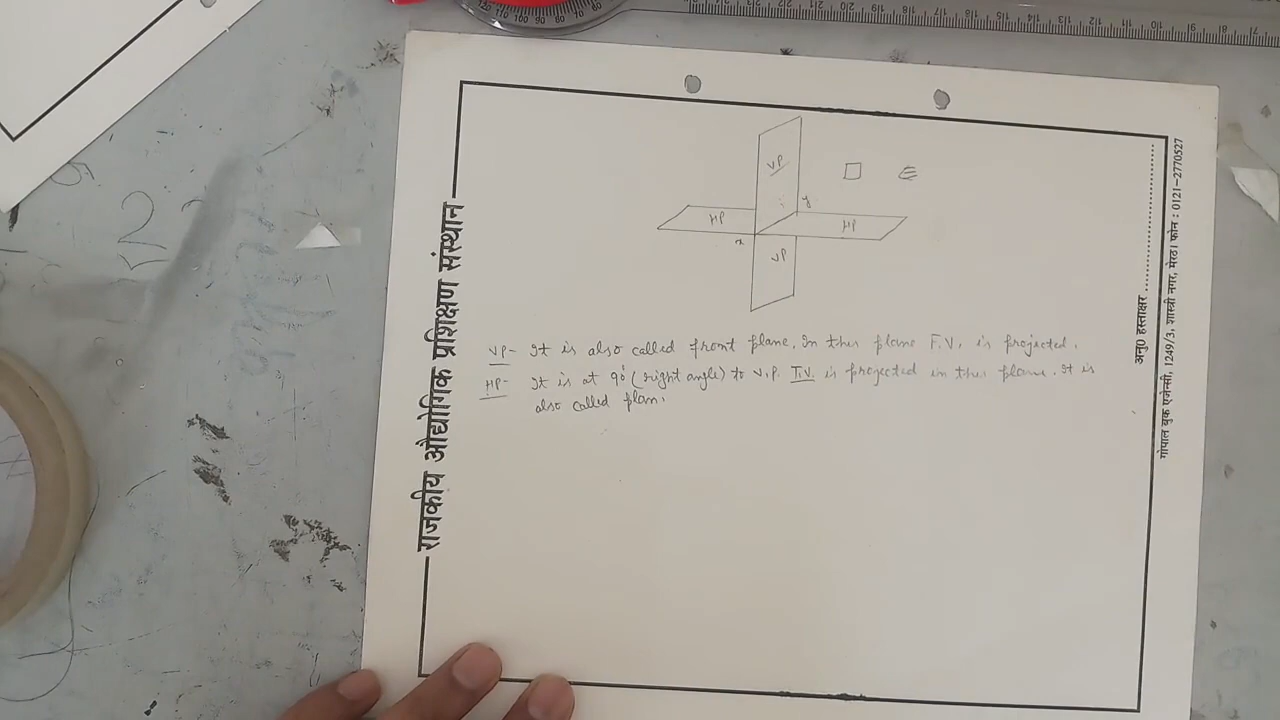 VP
HP
y
HP
x
VP
VP- It is also called front plane, In this plane F.V. is projected.
HP- It is at 90° (right angle) to V.P. T.V. is projected in this plane. It is
also called plan.
राजकीय औद्योगिक प्रशिक्षण संस्थान
अनु0 हस्ताक्षर
गोपाल बुक एजेन्सी, 1249/3, शास्त्री नगर, मेरठ। फोन : 0121-2770527